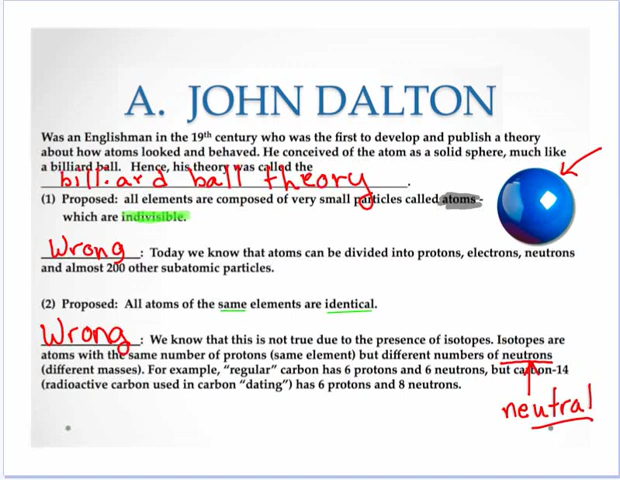 A. JOHN DALTON
Was an Englishman in the 19th century who was the first to develop and publish a theory
about how atoms looked and behaved. He conceived of the atom as a solid sphere, much like
a billiard ball. Hence, his theory was called the
billiard ball theory.
(1) Proposed: all elements are composed of very small particles called atoms -
which are indivisible.
Wrong: Today we know that atoms can be divided into protons, electrons, neutrons
and almost 200 other subatomic particles.
(2) Proposed: All atoms of the same elements are identical.
Wrong: We know that this is not true due to the presence of isotopes. Isotopes are
atoms with the same number of protons (same element) but different numbers of neutrons
(different masses). For example, “regular” carbon has 6 protons and 6 neutrons, but carbon-14
(radioactive carbon used in carbon “dating”) has 6 protons and 8 neutrons.
neutral